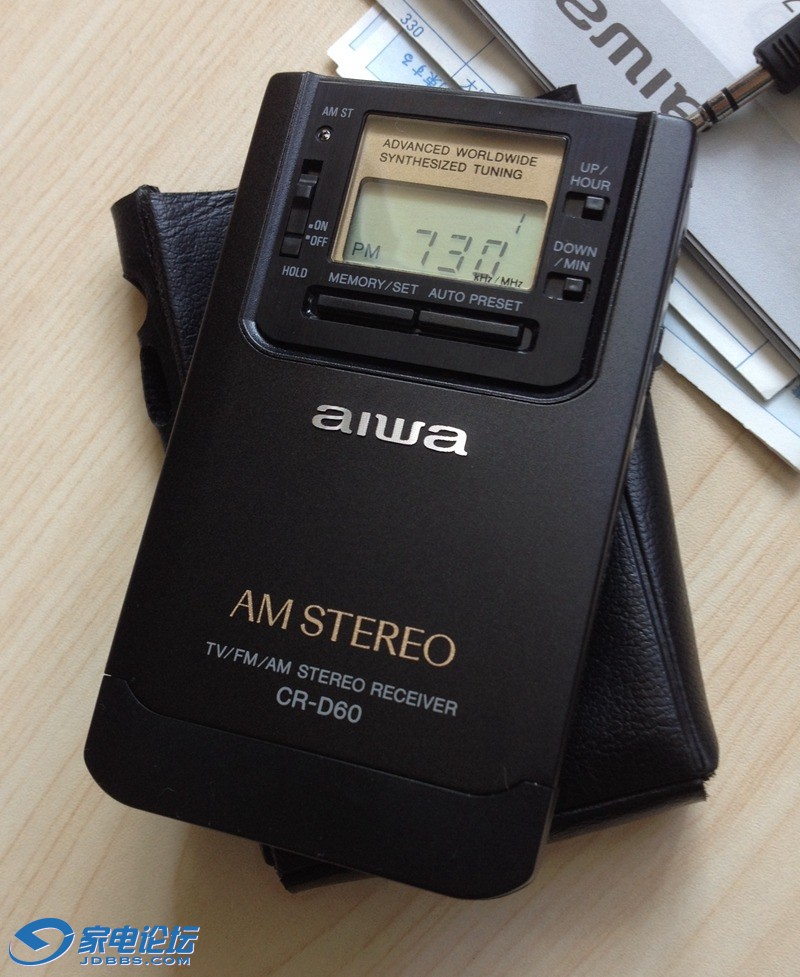 330
aiwa
AM ST
ADVANCED WORLDWIDE
SYNTHESIZED TUNING
UP/
HOUR
1
PM 730
kHz/MHz
•ON
•OFF
HOLD
DOWN
/MIN
MEMORY/SET AUTO PRESET
aiwa
AM STEREO
TV/FM/AM STEREO RECEIVER
CR-D60
家电论坛
JDBBS.COM